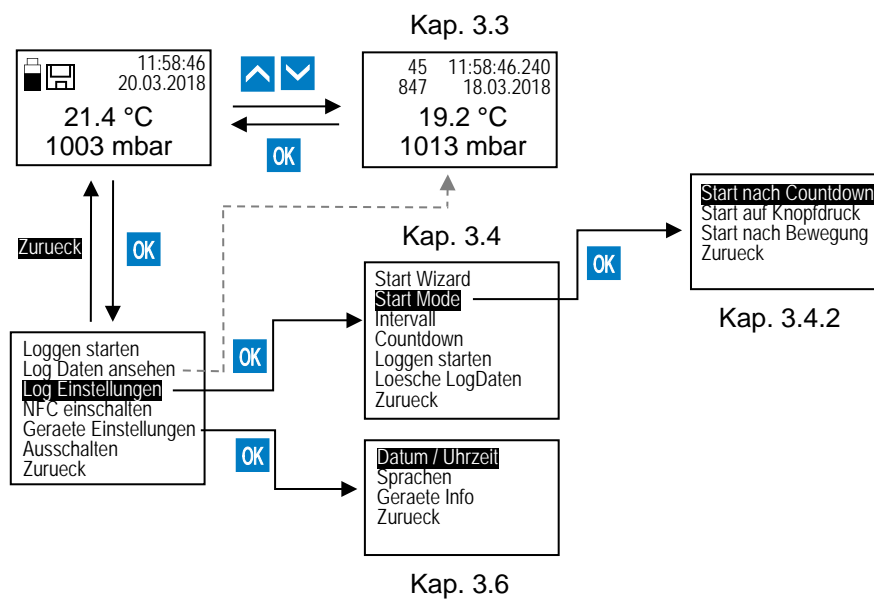 Kap. 3.3
11:58:46
20.03.2018
21.4 °C
1003 mbar
OK
45 11:58:46.240
847 18.03.2018
19.2 °C
1013 mbar
Zurueck
OK
Loggen starten
Log Daten ansehen
Log Einstellungen
NFC einschalten
Geraete Einstellungen
Ausschalten
Zurueck
OK
OK
Kap. 3.4
Start Wizard
Start Mode
Intervall
Countdown
Loggen starten
Loesche LogDaten
Zurueck
OK
Start nach Countdown
Start auf Knopfdruck
Start nach Bewegung
Zurueck
Kap. 3.4.2
Datum / Uhrzeit
Sprachen
Geraete Info
Zurueck
Kap. 3.6